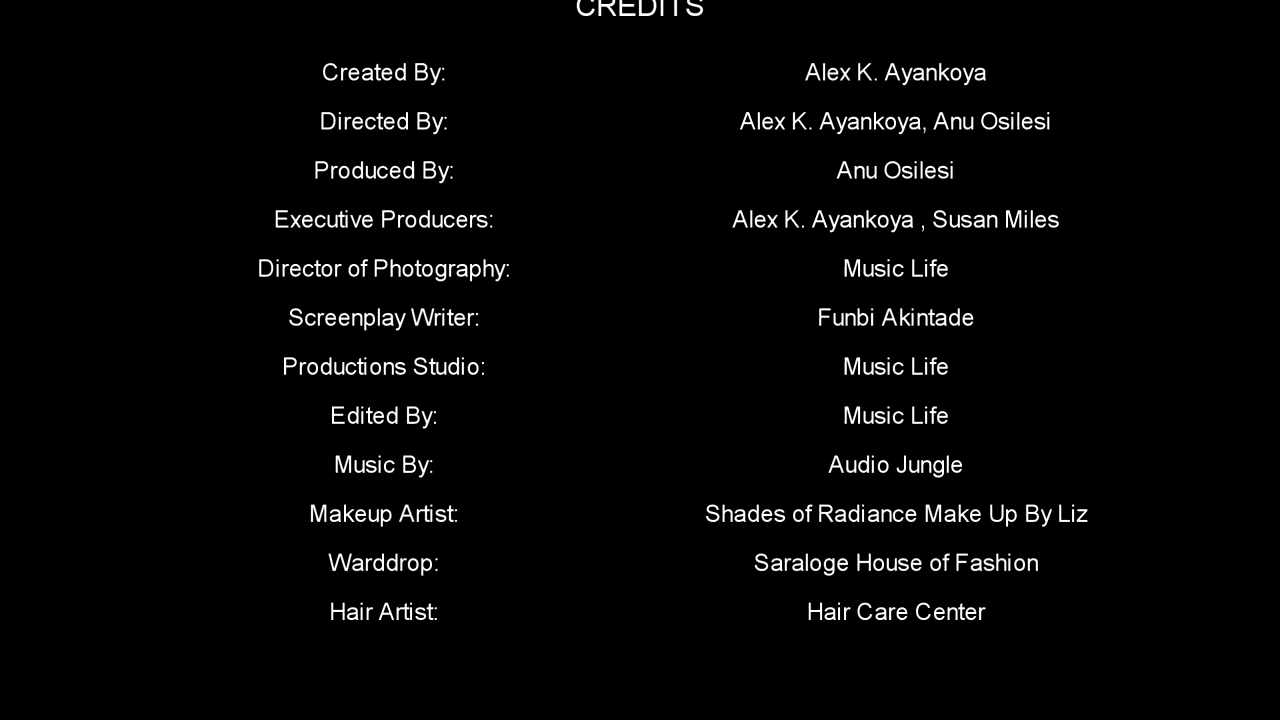 CREDITS
Created By: Alex K. Ayankoya
Directed By: Alex K. Ayankoya, Anu Osilesi
Produced By: Anu Osilesi
Executive Producers: Alex K. Ayankoya , Susan Miles
Director of Photography: Music Life
Screenplay Writer: Funbi Akintade
Productions Studio: Music Life
Edited By: Music Life
Music By: Audio Jungle
Makeup Artist: Shades of Radiance Make Up By Liz
Warddrop: Saraloge House of Fashion
Hair Artist: Hair Care Center